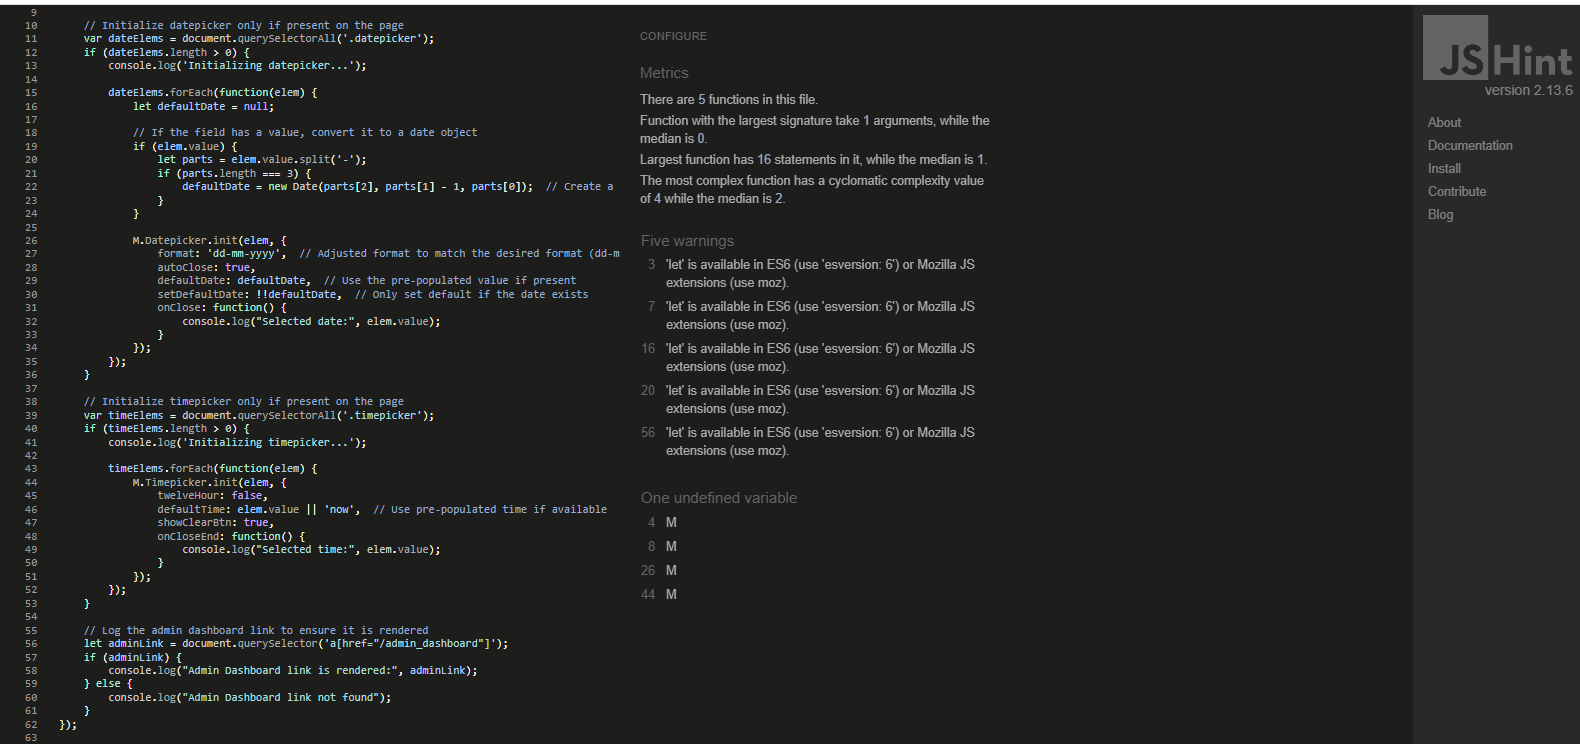 9
10 // Initialize datepicker only if present on the page
11 var dateElems = document.querySelectorAll('.datepicker');
12 if (dateElems.length > 0) {
13 console.log('Initializing datepicker...');
14
15 dateElems.forEach(function(elem) {
16 let defaultDate = null;
17
18 // If the field has a value, convert it to a date object
19 if (elem.value) {
20 let parts = elem.value.split('-');
21 if (parts.length === 3) {
22 defaultDate = new Date(parts[2], parts[1] - 1, parts[0]);  // Create a
23 }
24 }
25
26 M.Datepicker.init(elem, {
27 format: 'dd-mm-yyyy',  // Adjusted format to match the desired format (dd-m
28 autoClose: true,
29 defaultDate: defaultDate,  // Use the pre-populated value if present
30 setDefaultDate: !!defaultDate,  // Only set default if the date exists
31 onClose: function() {
32 console.log("Selected date:", elem.value);
33 }
34 });
35 });
36 }
37
38 // Initialize timepicker only if present on the page
39 var timeElems = document.querySelectorAll('.timepicker');
40 if (timeElems.length > 0) {
41 console.log('Initializing timepicker...');
42
43 timeElems.forEach(function(elem) {
44 M.Timepicker.init(elem, {
45 twelveHour: false,
46 defaultTime: elem.value || 'now',  // Use pre-populated time if available
47 showClearBtn: true,
48 onCloseEnd: function() {
49 console.log("Selected time:", elem.value);
50 }
51 });
52 });
53 }
54
55 // Log the admin dashboard link to ensure it is rendered
56 let adminLink = document.querySelector('a[href="/admin_dashboard"]');
57 if (adminLink) {
58 console.log("Admin Dashboard link is rendered:", adminLink);
59 } else {
60 console.log("Admin Dashboard link not found");
61 }
62 });
63
CONFIGURE
Metrics
There are 5 functions in this file.
Function with the largest signature take 1 arguments, while the
median is 0.
Largest function has 16 statements in it, while the median is 1.
The most complex function has a cyclomatic complexity value
of 4 while the median is 2.
Five warnings
3 'let' is available in ES6 (use 'esversion: 6') or Mozilla JS
extensions (use moz).
7 'let' is available in ES6 (use 'esversion: 6') or Mozilla JS
extensions (use moz).
16 'let' is available in ES6 (use 'esversion: 6') or Mozilla JS
extensions (use moz).
20 'let' is available in ES6 (use 'esversion: 6') or Mozilla JS
extensions (use moz).
56 'let' is available in ES6 (use 'esversion: 6') or Mozilla JS
extensions (use moz).
One undefined variable
4 M
8 M
26 M
44 M
JSHint
version 2.13.6
About
Documentation
Install
Contribute
Blog